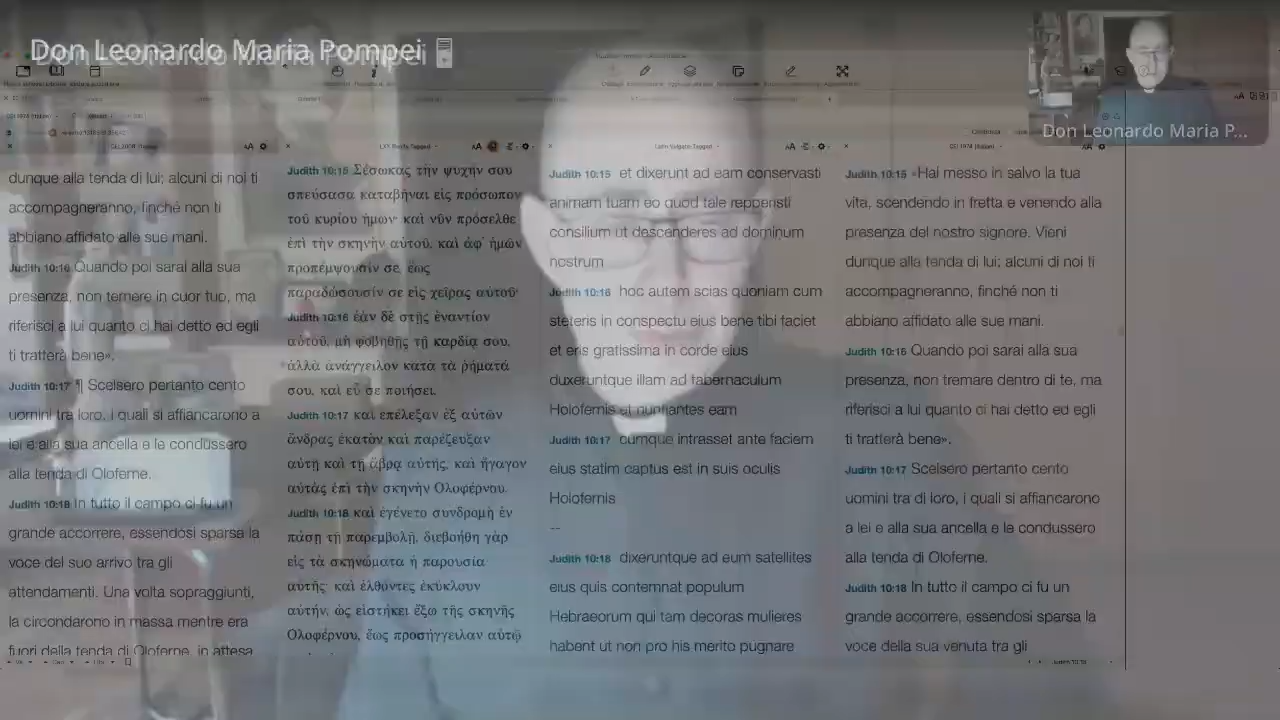 Don Leonardo Maria Pompei
Don Leonardo Maria P...
dunque alla tenda di lui; alcuni di noi ti
accompagneranno, finché non ti
abbiano affidato alle sue mani.
Judith 10:16 Quando poi sarai alla sua
presenza, non temere in cuor tuo, ma
riferisci a lui quanto ci hai detto ed egli
ti tratterà bene».
Judith 10:17 ¶ Scelsero pertanto cento
uomini tra loro, i quali si affiancarono a
lei e alla sua ancella e le condussero
alla tenda di Oloferne.
Judith 10:18 In tutto il campo ci fu un
grande accorrere, essendosi sparsa la
voce del suo arrivo tra gli
attendamenti. Una volta sopraggiunti,
la circondarono in massa mentre era
fuori della tenda di Oloferne, in attesa
Judith 10:15 Σέσωκας τὴν ψυχήν σου
σπεύσασα καταβῆναι εἰς πρόσωπον
τοῦ κυρίου ἡμῶν· καὶ νῦν πρόσελθε
ἐπὶ τὴν σκηνὴν αὐτοῦ, καὶ ἀφ᾽ ἡμῶν
προπέμψουσίν σε, ἕως
παραδώσουσίν σε εἰς χεῖρας αὐτοῦ·
Judith 10:16 ἐὰν δὲ στῇς ἐναντίον
αὐτοῦ, μὴ φοβηθῇς τῇ καρδίᾳ σου,
ἀλλὰ ἀνάγγειλον κατὰ τὰ ῥήματά
σου, καὶ εὖ σε ποιήσει.
Judith 10:17 καὶ ἐπέλεξαν ἐξ αὐτῶν
ἄνδρας ἑκατὸν καὶ παρέζευξαν
αὐτῇ καὶ τῇ ἅβρᾳ αὐτῆς, καὶ ἤγαγον
αὐτὰς ἐπὶ τὴν σκηνὴν Ολοφέρνου.
Judith 10:18 καὶ ἐγένετο συνδρομὴ ἐν
πάσῃ τῇ παρεμβολῇ, διεβοήθη γὰρ
εἰς τὰ σκηνώματα ἡ παρουσία
αὐτῆς· καὶ ἐλθόντες ἐκύκλουν
αὐτήν, ὡς εἱστήκει ἔξω τῆς σκηνῆς
Ολοφέρνου, ἕως προσήγγειλαν αὐτῷ
Judith 10:15 et dixerunt ad eam conservasti
animam tuam eo quod tale repperisti
consilium ut descenderes ad dominum
nostrum
Judith 10:16 hoc autem scias quoniam cum
steteris in conspectu eius bene tibi faciet
et eris gratissima in corde eius
duxeruntque illam ad tabernaculum
Holofernis et nuntiantes eam
Judith 10:17 cumque intrasset ante faciem
eius statim captus est in suis oculis
Holofernis
--
Judith 10:18 dixeruntque ad eum satellites
eius quis contemnat populum
Hebraeorum qui tam decoras mulieres
habent ut non pro his merito pugnare
Judith 10:15 «Hai messo in salvo la tua
vita, scendendo in fretta e venendo alla
presenza del nostro signore. Vieni
dunque alla tenda di lui; alcuni di noi ti
accompagneranno, finché non ti
abbiano affidato alle sue mani.
Judith 10:16 Quando poi sarai alla sua
presenza, non tremare dentro di te, ma
riferisci a lui quanto ci hai detto ed egli
ti tratterà bene».
Judith 10:17 Scelsero pertanto cento
uomini tra di loro, i quali si affiancarono
a lei e alla sua ancella e le condussero
alla tenda di Oloferne.
Judith 10:18 In tutto il campo ci fu un
grande accorrere, essendosi sparsa la
voce della sua venuta tra gli